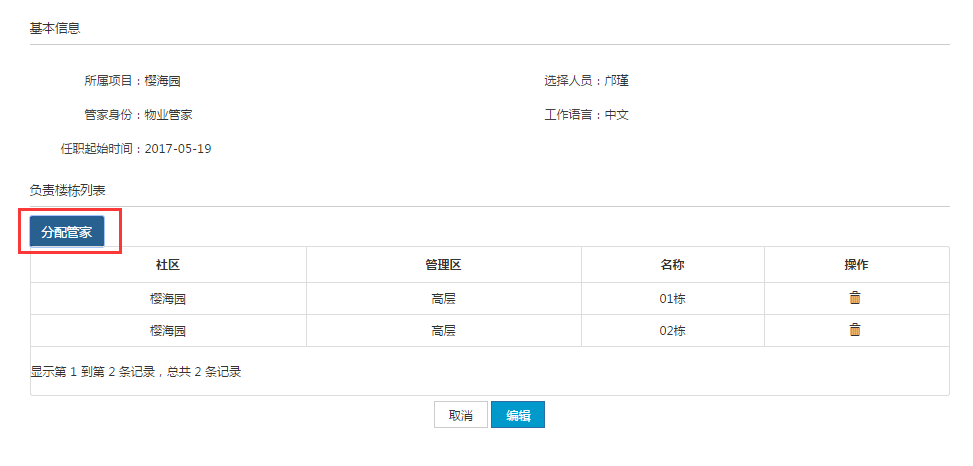 基本信息
所属项目：樱海园 选择人员：邝瑾
管家身份：物业管家 工作语言：中文
任职起始时间：2017-05-19
负责楼栋列表
分配管家
社区 管理区 名称 操作
樱海园 高层 01栋
樱海园 高层 02栋
显示第 1 到第 2 条记录，总共 2 条记录
取消 编辑